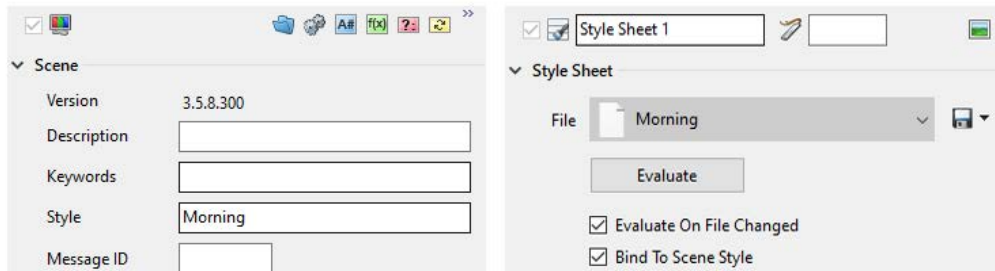 A# f(x) ?: »
Scene
Version 3.5.8.300
Description
Keywords
Style Morning
Message ID
Style Sheet 1
Style Sheet
File Morning
Evaluate
Evaluate On File Changed
Bind To Scene Style